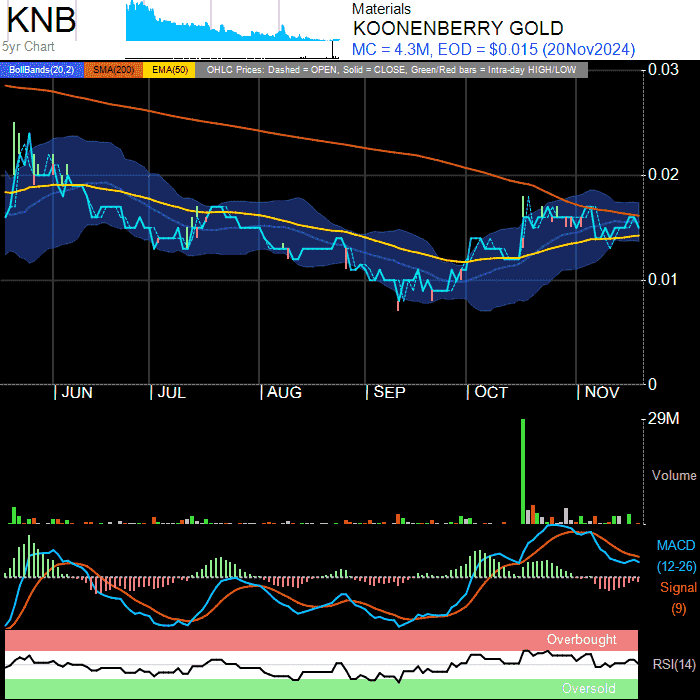 KNB
5yr Chart
Materials
KOONENBERRY GOLD
MC = 4.3M, EOD = $0.015 (20Nov2024)
BollBands(20,2) SMA(200) EMA(50) OHLC Prices: Dashed = OPEN, Solid = CLOSE, Green/Red bars = Intra-day HIGH/LOW
0.03
0.02
0.01
0
JUN JUL AUG SEP OCT NOV
29M
Volume
MACD
(12-26)
Signal
(9)
Overbought
RSI(14)
Oversold